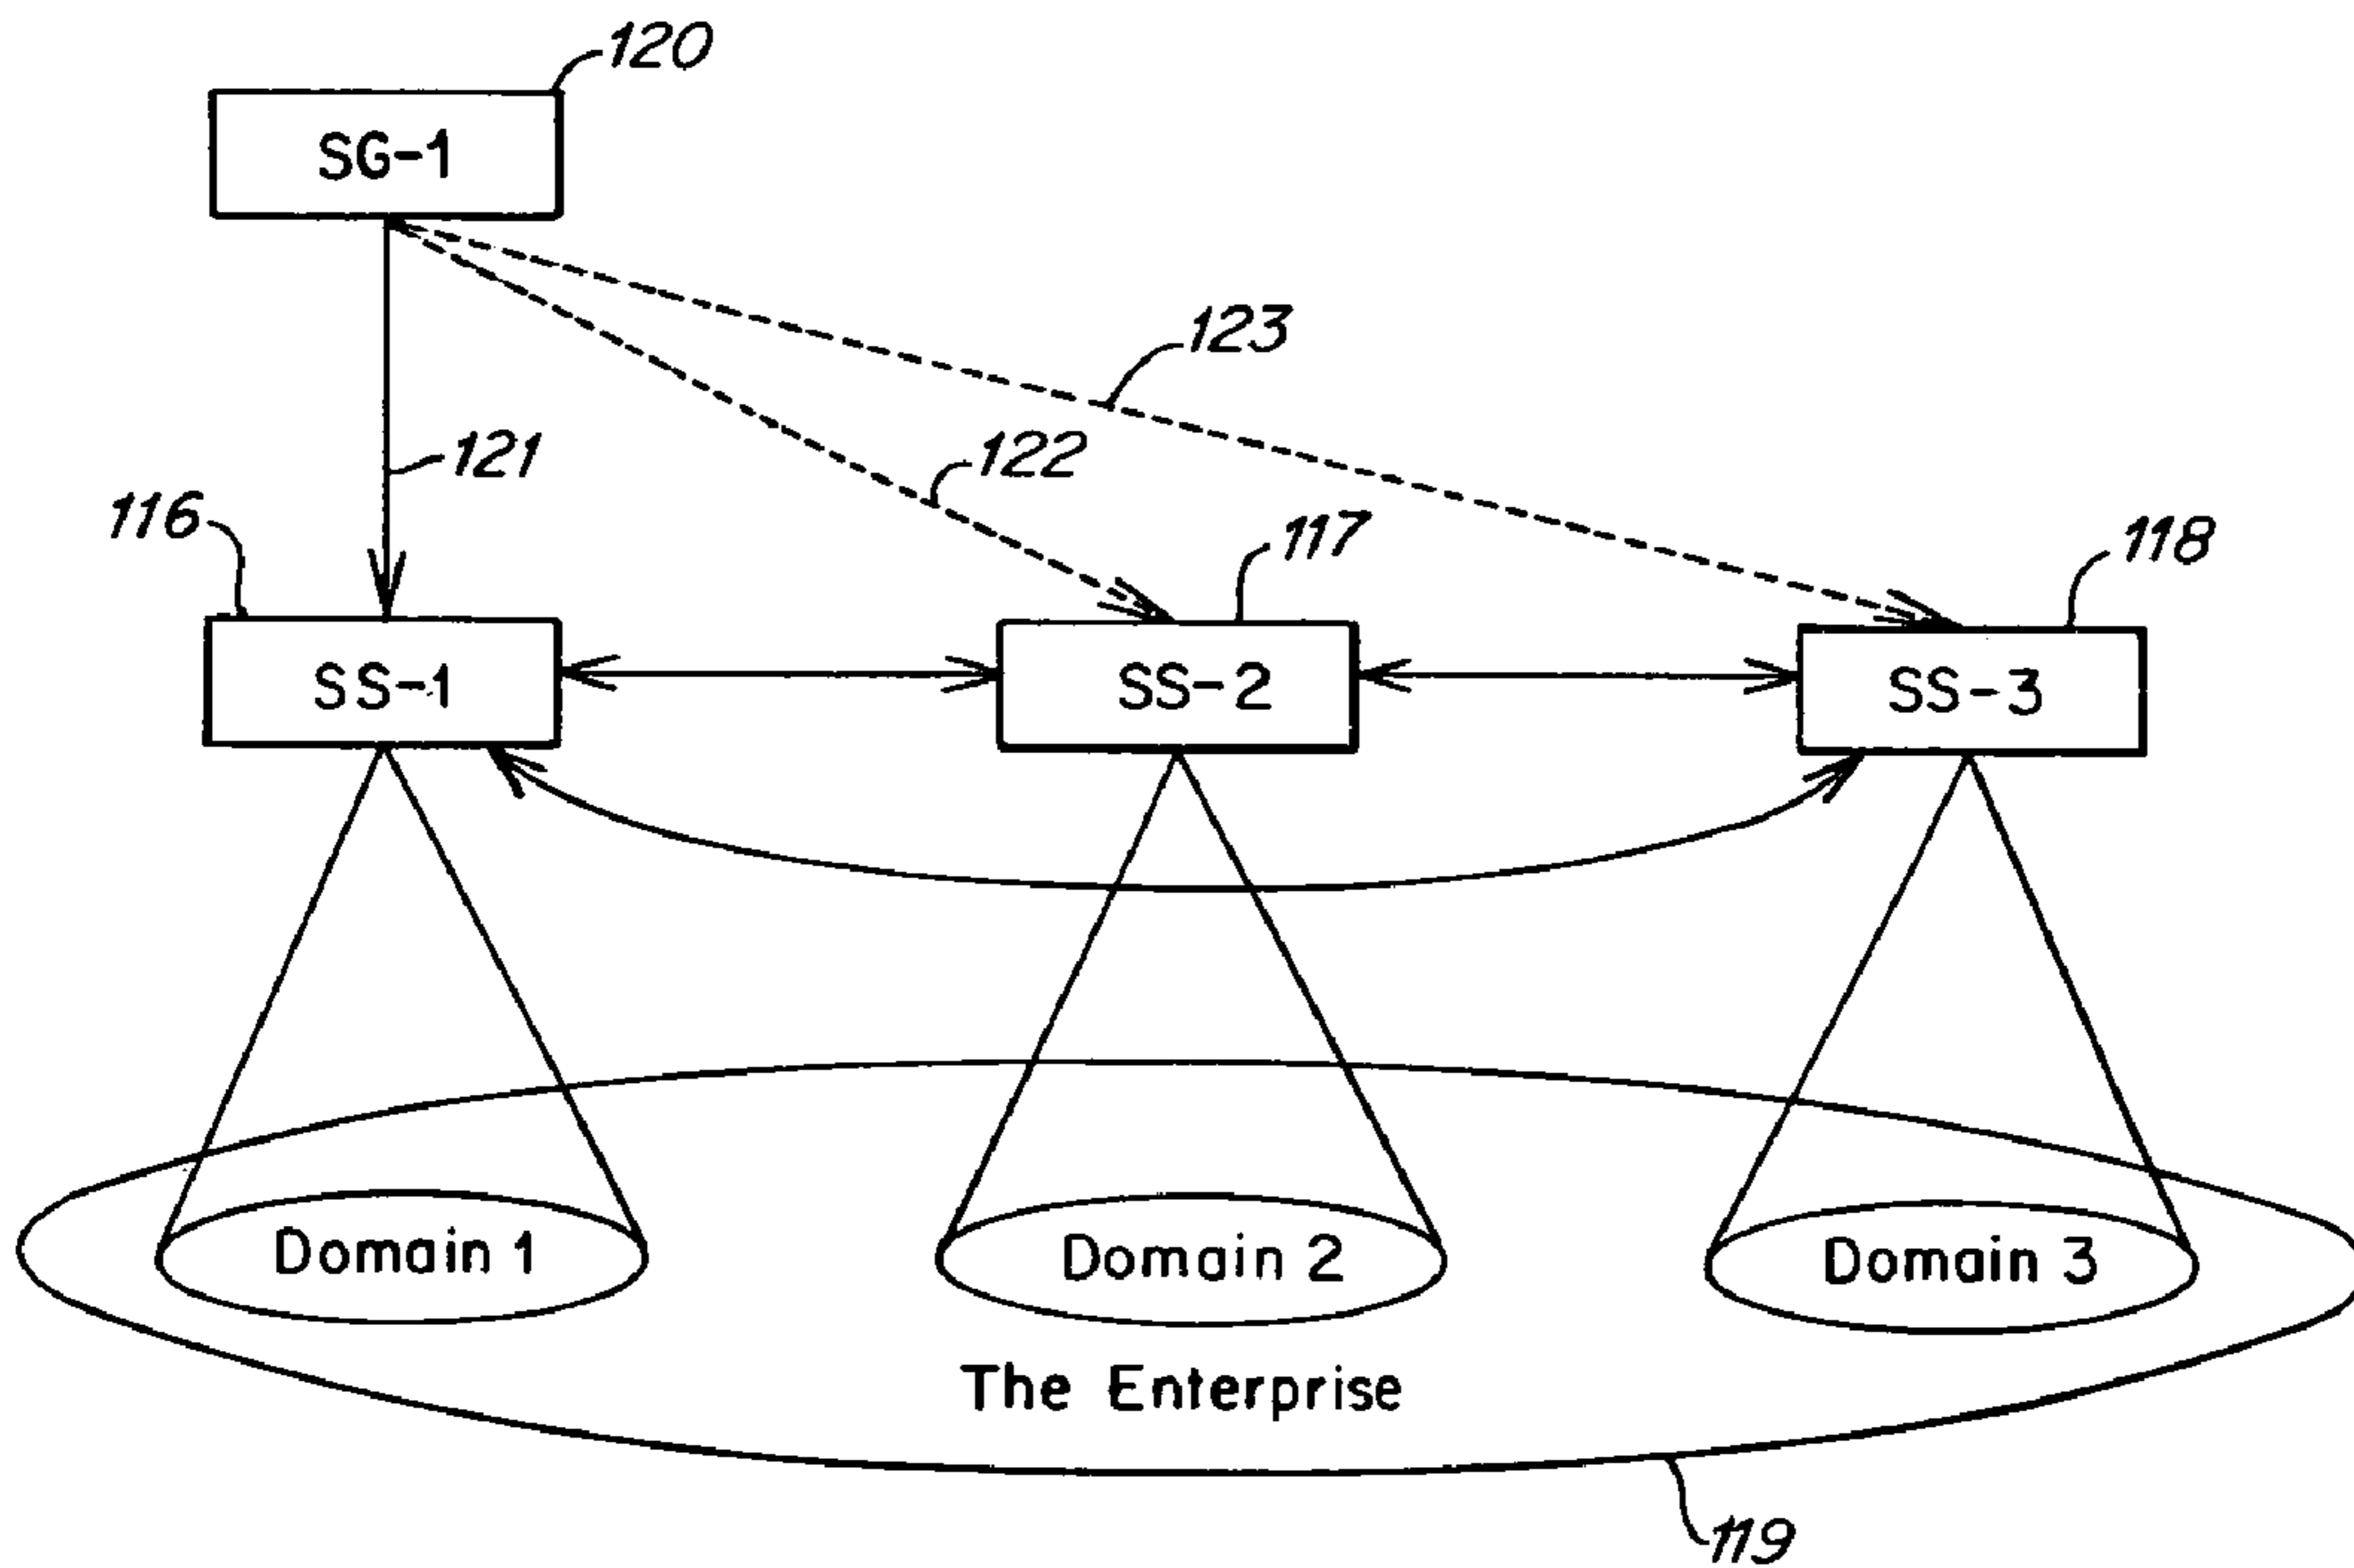 120
SG-1
123
122
121
116
117
118
SS-1
SS-2
SS-3
Domain 1
Domain 2
Domain 3
The Enterprise
119